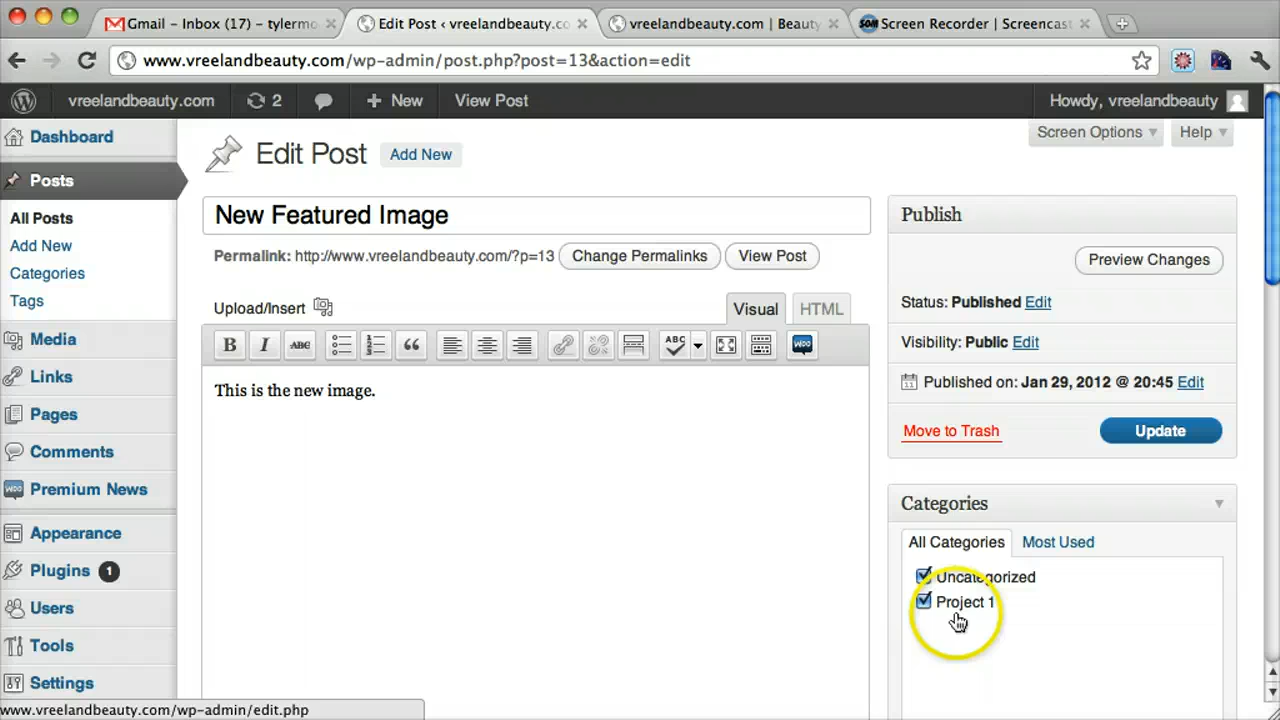 Gmail - Inbox (17) - tylermo
Edit Post ‹ vreelandbeauty.co
vreelandbeauty.com | Beauty
Screen Recorder | Screencast
www.vreelandbeauty.com/wp-admin/post.php?post=13&action=edit
vreelandbeauty.com 2 + New View Post Howdy, vreelandbeauty
Dashboard
Posts
All Posts
Add New
Categories
Tags
Media
Links
Pages
Comments
Premium News
Appearance
Plugins 1
Users
Tools
Settings
Screen Options Help
Edit Post Add New
New Featured Image
Permalink: http://www.vreelandbeauty.com/?p=13 Change Permalinks View Post
Upload/Insert Visual HTML
B I ABC 1 2 3 “ ABC WOO
This is the new image.
Publish
Preview Changes
Status: Published Edit
Visibility: Public Edit
Published on: Jan 29, 2012 @ 20:45 Edit
Move to Trash Update
Categories
All Categories Most Used
Uncategorized
Project 1
www.vreelandbeauty.com/wp-admin/edit.php